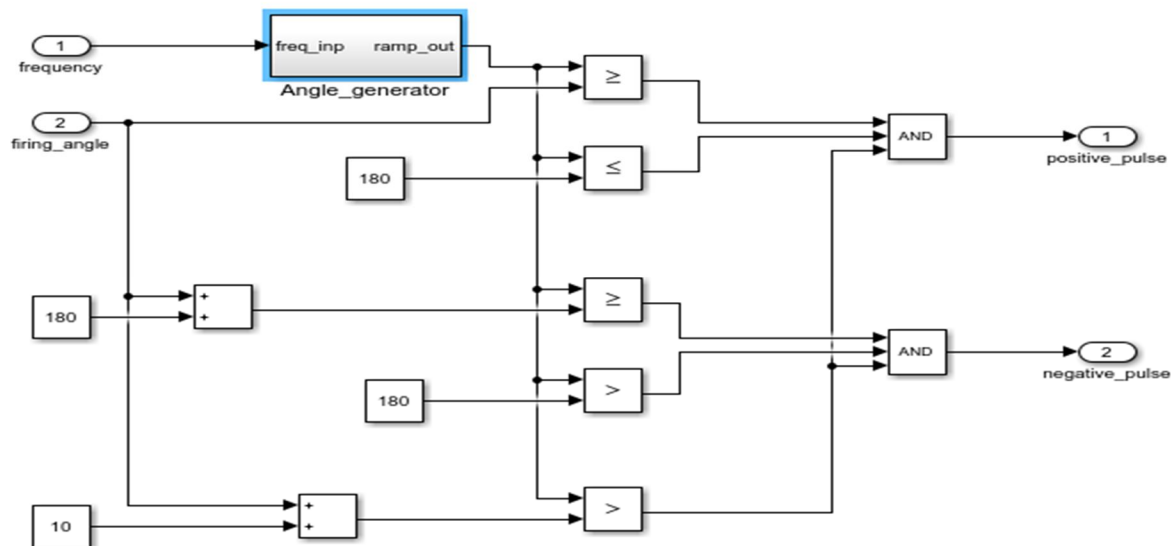 1
frequency
freq_inp ramp_out
Angle_generator
2
firing_angle
≥
180
≤
AND
1
positive_pulse
180
+
+
≥
180
>
AND
2
negative_pulse
10
+
+
>